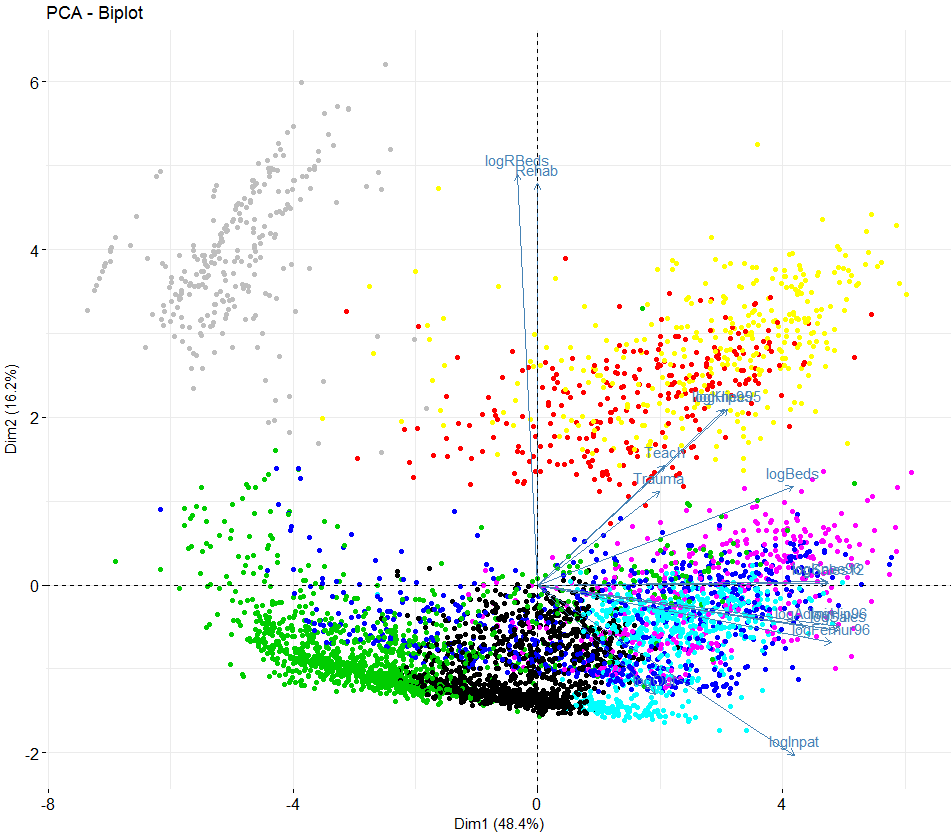 PCA - Biplot
6
logRBeds
Rehab
4
Dim2 (16.2%)
2
Teach
Trauma
logBeds
0
logFemur96
-2
logInpat
-8
-4
0
4
Dim1 (48.4%)